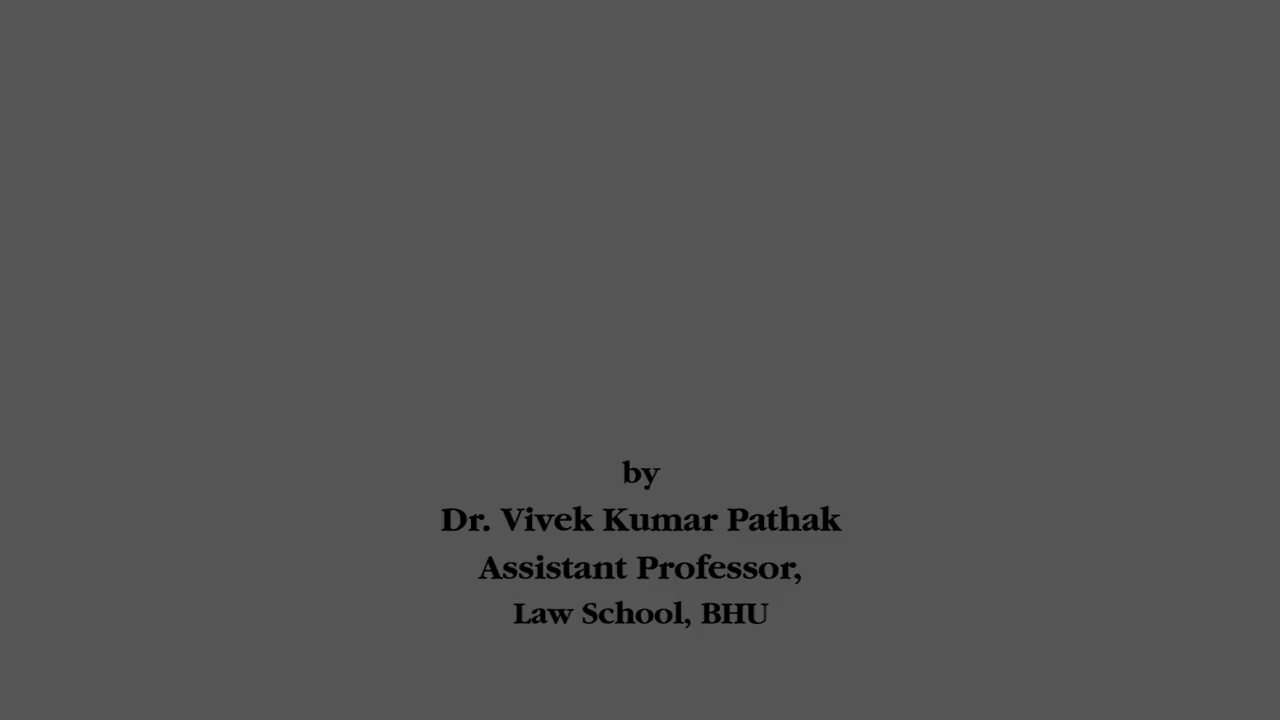 by
Dr. Vivek Kumar Pathak
Assistant Professor,
Law School, BHU